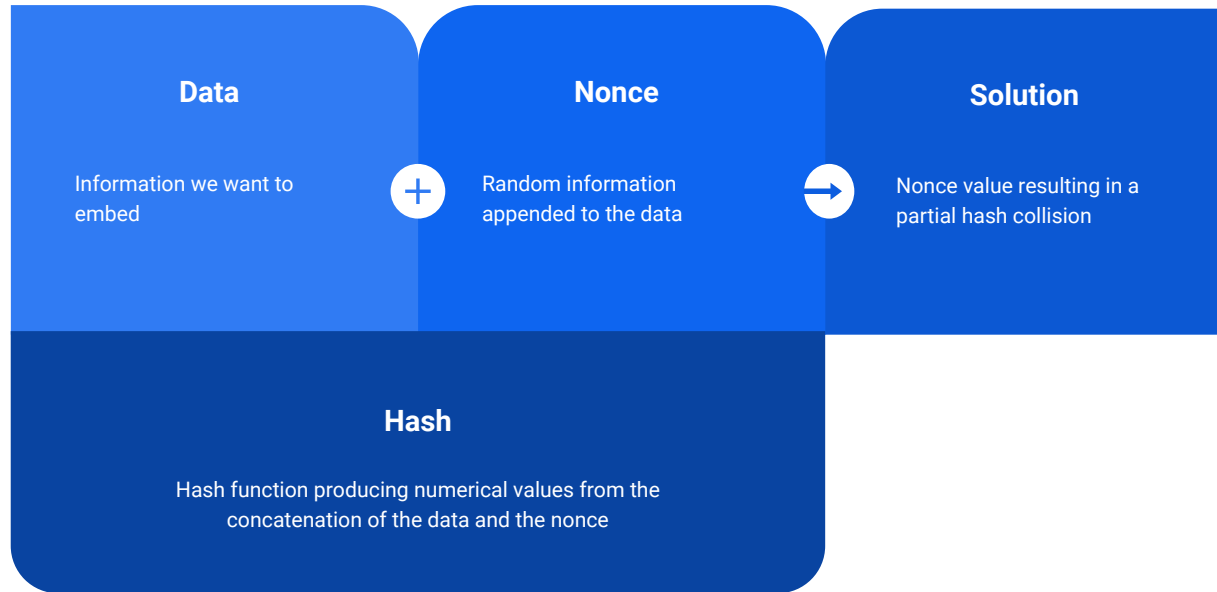 Data
Information we want to
embed
Nonce
Random information
appended to the data
Solution
Nonce value resulting in a
partial hash collision
Hash
Hash function producing numerical values from the
concatenation of the data and the nonce